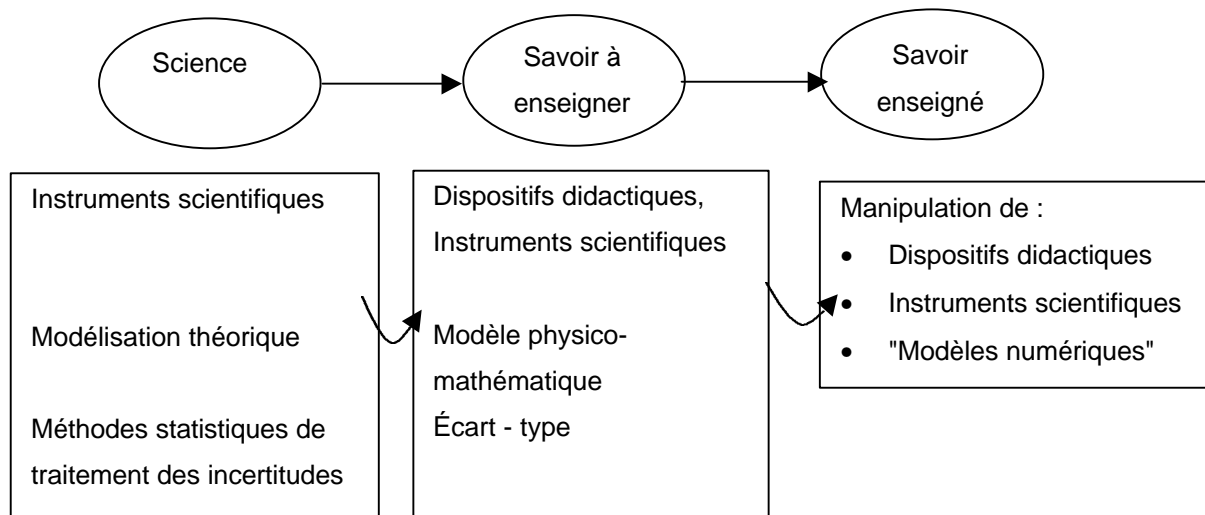 Science
Savoir à
enseigner
Savoir
enseigné
Instruments scientifiques
Modélisation théorique
Méthodes statistiques de
traitement des incertitudes
Dispositifs didactiques,
Instruments scientifiques
Modèle physico-
mathématique
Écart - type
Manipulation de :
• Dispositifs didactiques
• Instruments scientifiques
• "Modèles numériques"